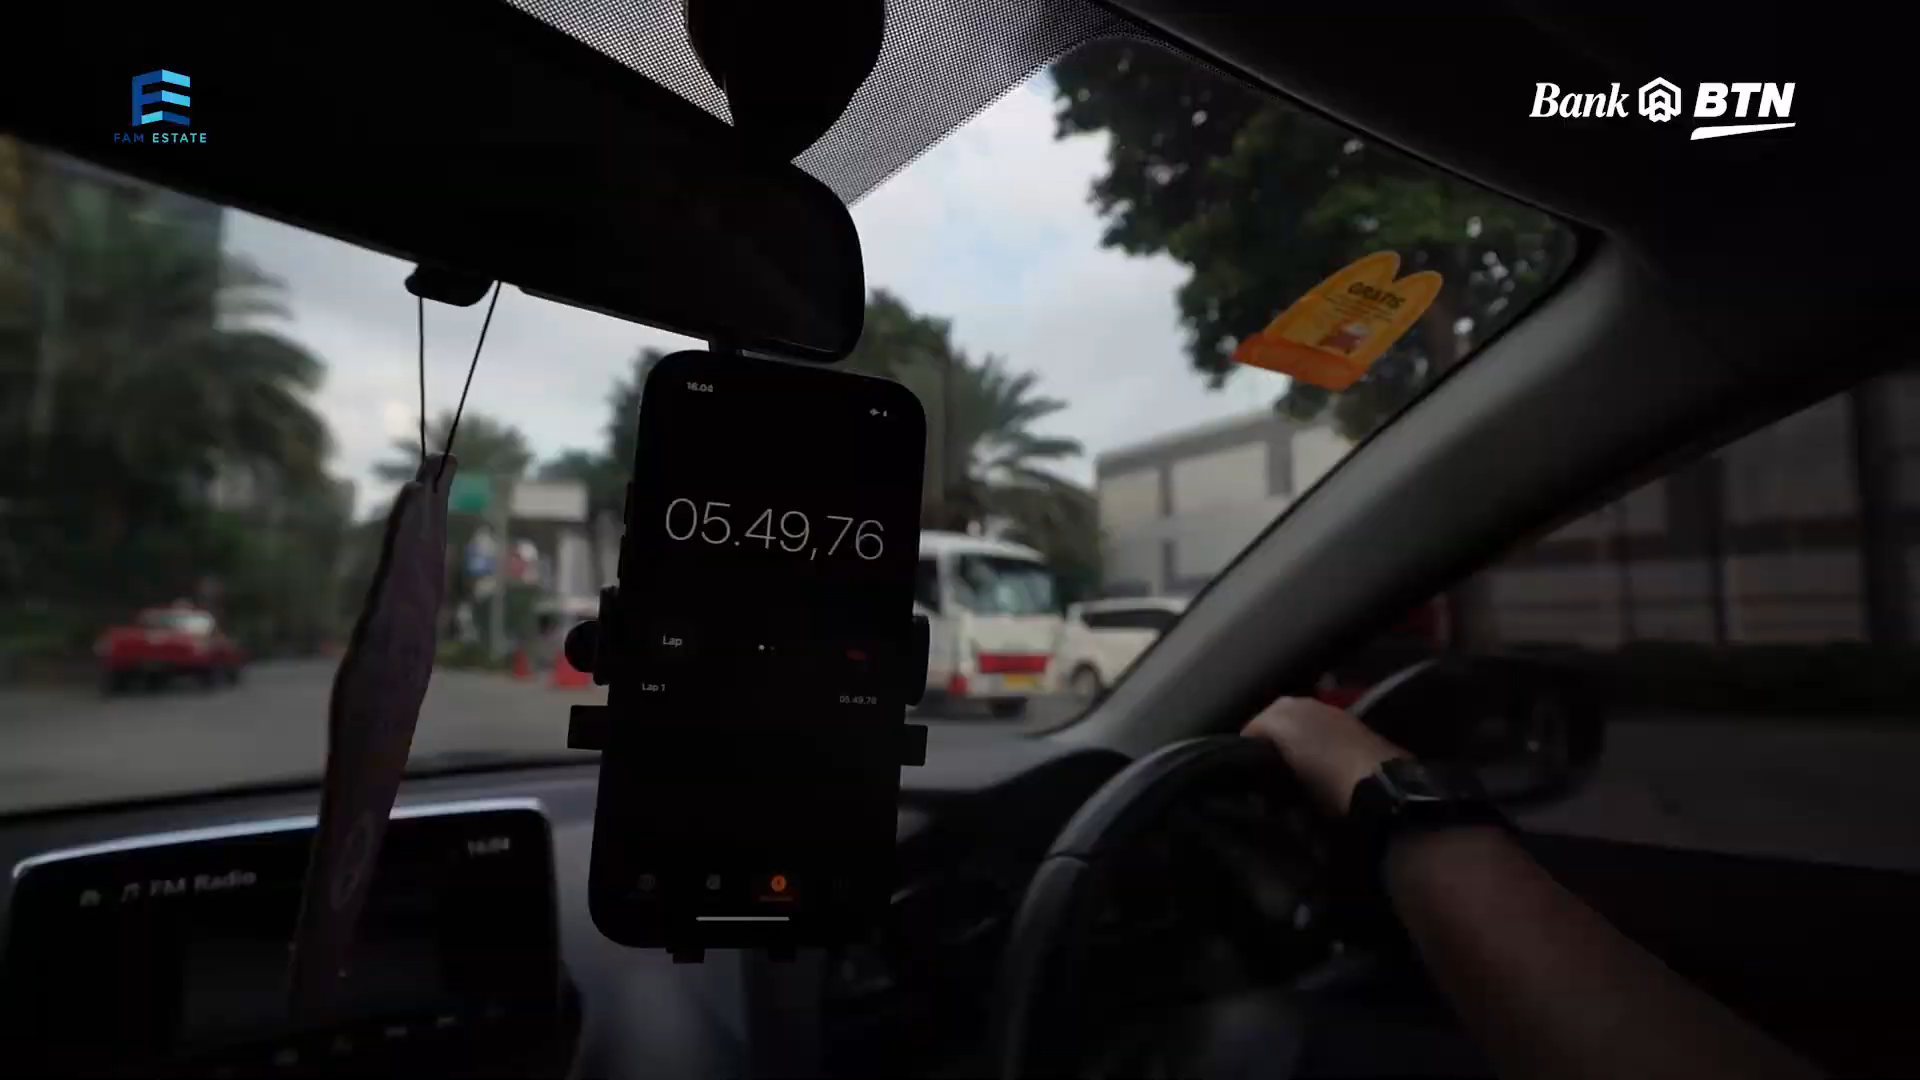 FAM ESTATE
Bank BTN
GRATIS
16.04
05.49,76
Lap
Lap 1
05.49,76
16:04
FM Radio